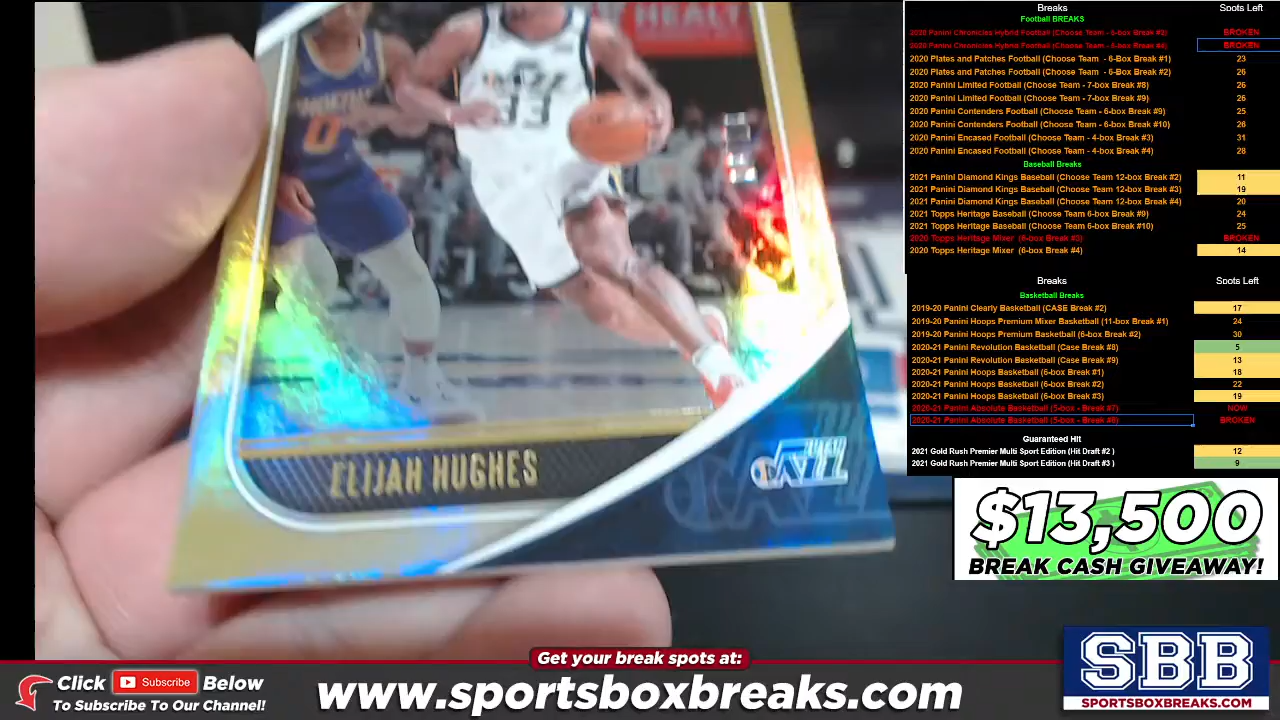 HEALT
33
ELIJAH HUGHES
JAZZ
Breaks Spots Left
Football BREAKS
2020 Panini Chronicles Hybrid Football (Choose Team - 6-box Break #2) BROKEN
BROKEN
2020 Plates and Patches Football (Choose Team - 6-Box Break #1) 23
2020 Plates and Patches Football (Choose Team - 6-Box Break #2) 26
2020 Panini Limited Football (Choose Team - 7-box Break #8) 26
2020 Panini Limited Football (Choose Team - 7-box Break #9) 26
2020 Panini Contenders Football (Choose Team - 6-box Break #9) 25
2020 Panini Contenders Football (Choose Team - 6-box Break #10) 26
2020 Panini Encased Football (Choose Team - 4-box Break #3) 31
2020 Panini Encased Football (Choose Team - 4-box Break #4) 28
Baseball Breaks
2021 Panini Diamond Kings Baseball (Choose Team 12-box Break #2) 11
2021 Panini Diamond Kings Baseball (Choose Team 12-box Break #3) 19
2021 Panini Diamond Kings Baseball (Choose Team 12-box Break #4) 20
2021 Topps Heritage Baseball (Choose Team 6-box Break #9) 24
2021 Topps Heritage Baseball (Choose Team 6-box Break #10) 25
2020 Topps Heritage Mixer (6-box Break #3) BROKEN
2020 Topps Heritage Mixer (6-box Break #4) 14
Breaks Spots Left
Basketball Breaks
2019-20 Panini Clearly Basketball (CASE Break #2) 17
2019-20 Panini Hoops Premium Mixer Basketball (11-box Break #1) 24
2019-20 Panini Hoops Premium Basketball (6-box Break #2) 30
2020-21 Panini Revolution Basketball (Case Break #8) 5
2020-21 Panini Revolution Basketball (Case Break #9) 13
2020-21 Panini Hoops Basketball (6-box Break #1) 18
2020-21 Panini Hoops Basketball (6-box Break #2) 22
2020-21 Panini Hoops Basketball (6-box Break #3) 19
2020-21 Panini Absolute Basketball (5-box - Break #7) NOW
2020-21 Panini Absolute Basketball (5-box - Break #6) BROKEN
Guaranteed Hit
2021 Gold Rush Premier Multi Sport Edition (Hit Draft #2 ) 12
2021 Gold Rush Premier Multi Sport Edition (Hit Draft #3 ) 9
$13,500
BREAK CASH GIVEAWAY!
Get your break spots at:
Click Subscribe Below
To Subscribe To Our Channel!
www.sportsboxbreaks.com
SBB
SPORTSBOXBREAKS.COM